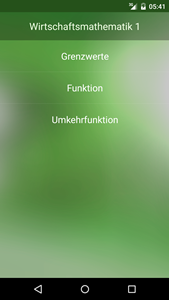 05:41
Wirtschaftsmathematik 1
Grenzwerte
Funktion
Umkehrfunktion